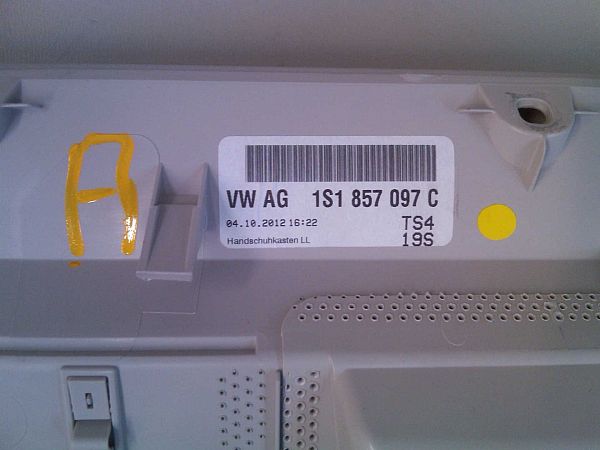 A
VW AG 1S1 857 097 C
04.10.2012 16:22 TS4
Handschuhkasten LL 19S